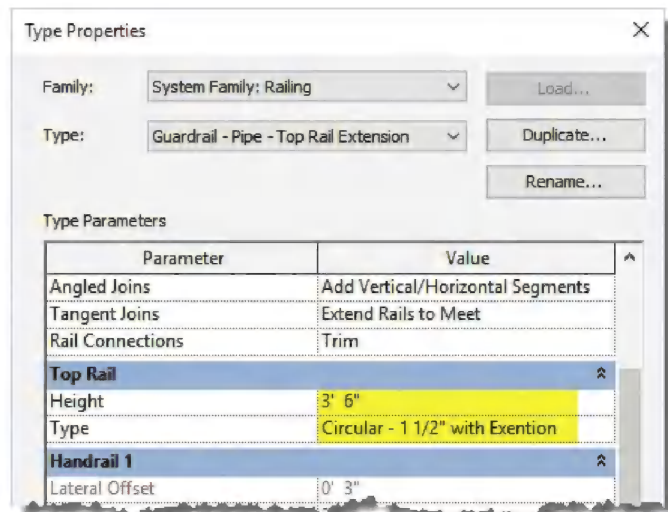 Type Properties
Family: System Family: Railing Load...
Type: Guardrail - Pipe - Top Rail Extension Duplicate...
Rename...
Type Parameters
Parameter Value
Angled Joins Add Vertical/Horizontal Segments
Tangent Joins Extend Rails to Meet
Rail Connections Trim
Top Rail
Height 3' 6"
Type Circular - 1 1/2" with Exention
Handrail 1
Lateral Offset 0' 3"